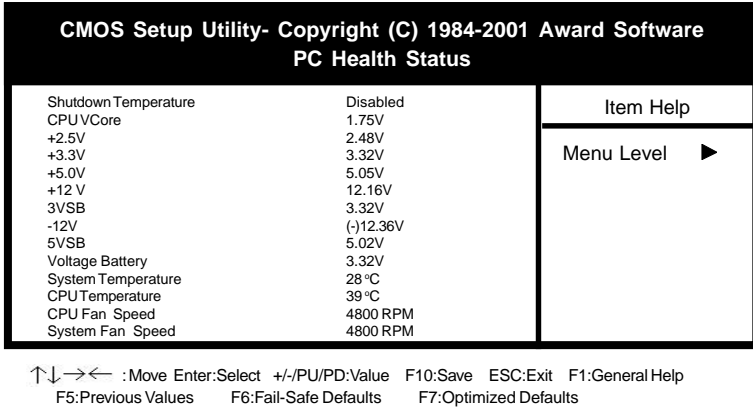 CMOS Setup Utility- Copyright (C) 1984-2001 Award Software
PC Health Status
Shutdown Temperature Disabled
CPU VCore 1.75V
+2.5V 2.48V
+3.3V 3.32V
+5.0V 5.05V
+12 V 12.16V
3VSB 3.32V
-12V (-)12.36V
5VSB 5.02V
Voltage Battery 3.32V
System Temperature 28°C
CPU Temperature 39°C
CPU Fan Speed 4800 RPM
System Fan Speed 4800 RPM
Item Help
Menu Level ▶
↑↓→← :Move Enter:Select +/-/PU/PD:Value F10:Save ESC:Exit F1:General Help
F5:Previous Values F6:Fail-Safe Defaults F7:Optimized Defaults